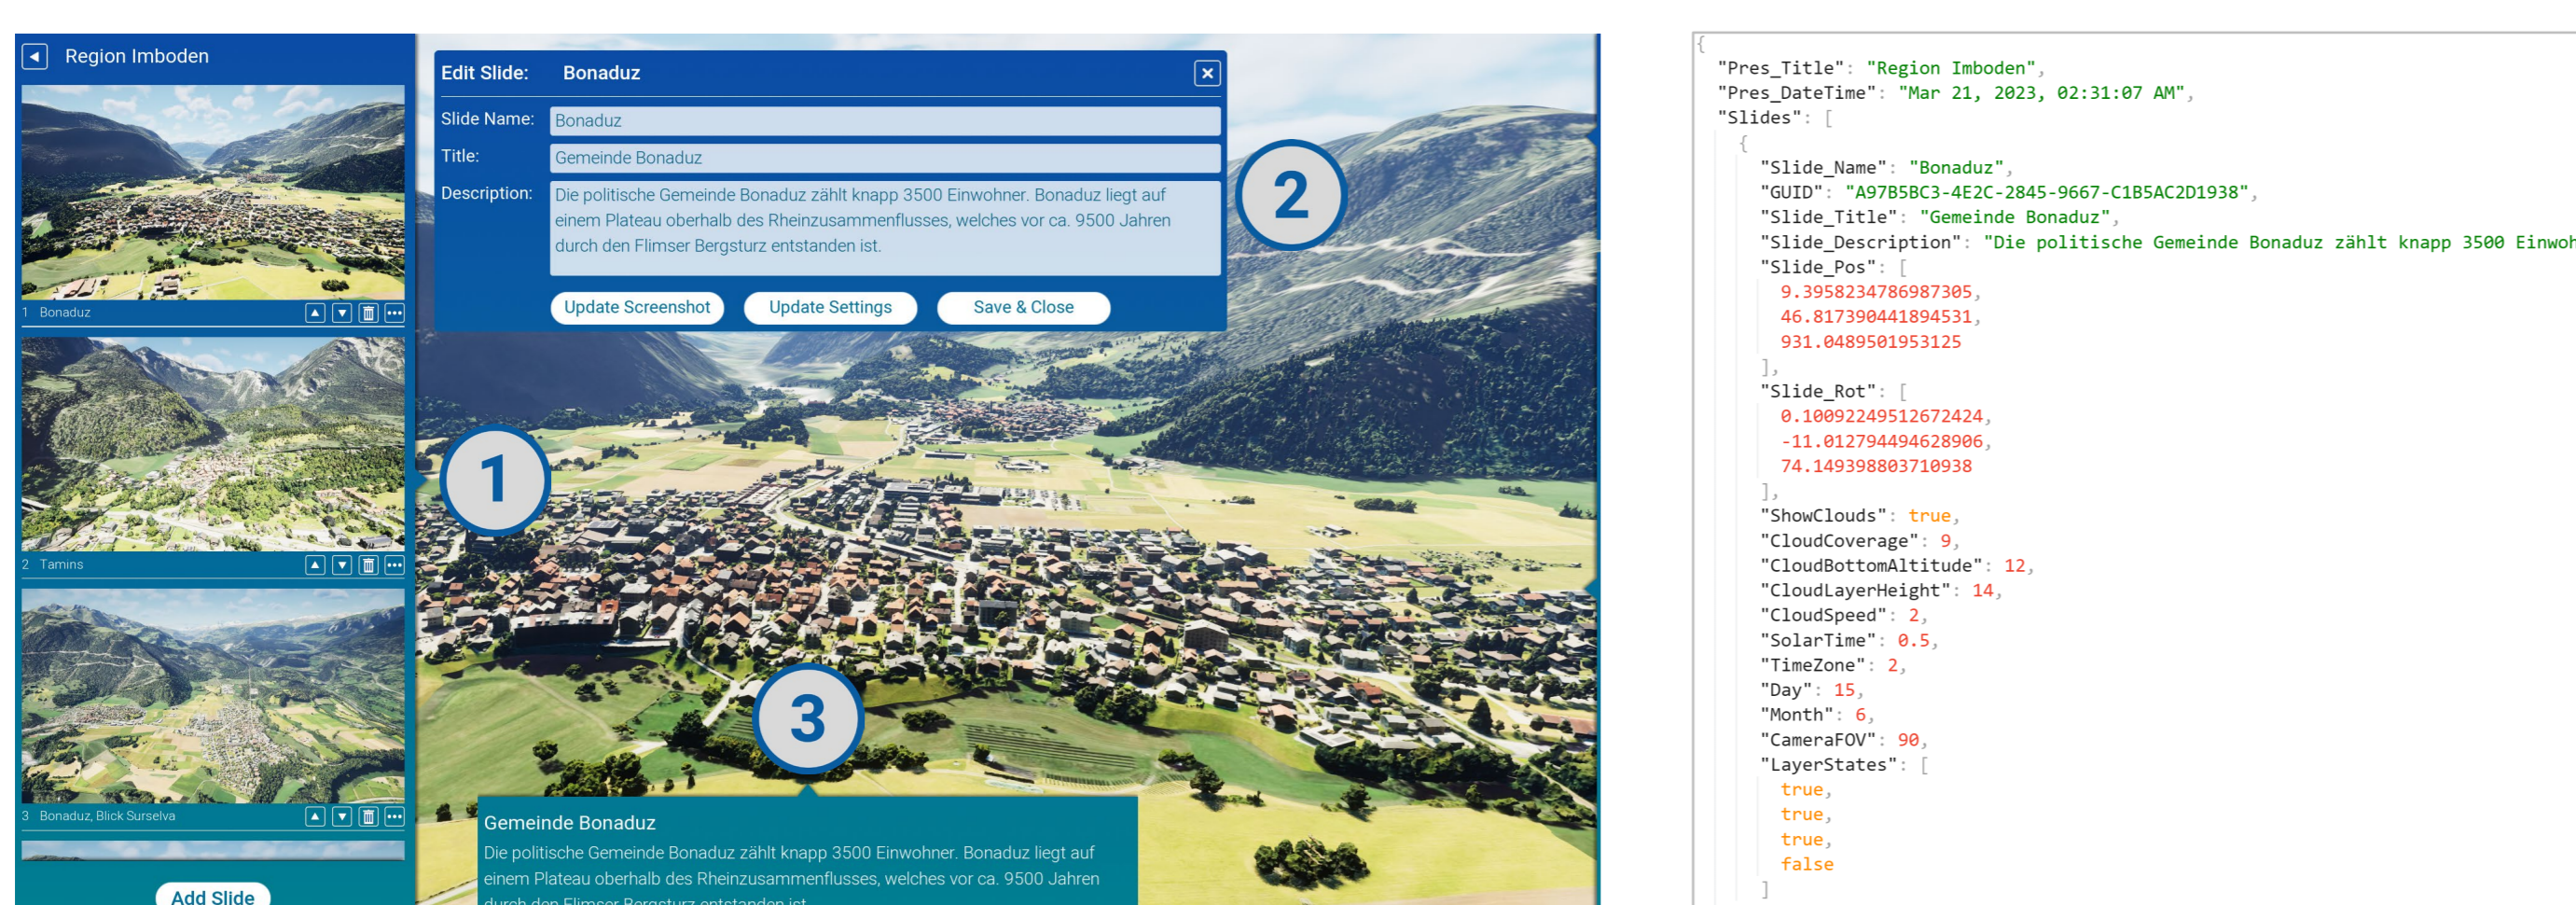 Region Imboden
1 Bonaduz
2 Tamins
3 Bonaduz, Blick Surselva
Add Slide
Edit Slide: Bonaduz
Slide Name: Bonaduz
Title: Gemeinde Bonaduz
Description: Die politische Gemeinde Bonaduz zählt knapp 3500 Einwohner. Bonaduz liegt auf
einem Plateau oberhalb des Rheinzusammenflusses, welches vor ca. 9500 Jahren
durch den Flimser Bergsturz entstanden ist.
Update Screenshot Update Settings Save & Close
1
2
3
Gemeinde Bonaduz
Die politische Gemeinde Bonaduz zählt knapp 3500 Einwohner. Bonaduz liegt auf
einem Plateau oberhalb des Rheinzusammenflusses, welches vor ca. 9500 Jahren
durch den Flimser Bergsturz entstanden ist.
{
"Pres_Title": "Region Imboden",
"Pres_DateTime": "Mar 21, 2023, 02:31:07 AM",
"Slides": [
{
"Slide_Name": "Bonaduz",
"GUID": "A97B5BC3-4E2C-2845-9667-C1B5AC2D1938",
"Slide_Title": "Gemeinde Bonaduz",
"Slide_Description": "Die politische Gemeinde Bonaduz zählt knapp 3500 Einwoh
"Slide_Pos": [
9.3958234786987305,
46.817390441894531,
931.0489501953125
],
"Slide_Rot": [
0.10092249512672424,
-11.012794494628906,
74.149398803710938
],
"ShowClouds": true,
"CloudCoverage": 9,
"CloudBottomAltitude": 12,
"CloudLayerHeight": 14,
"CloudSpeed": 2,
"SolarTime": 0.5,
"TimeZone": 2,
"Day": 15,
"Month": 6,
"CameraFOV": 90,
"LayerStates": [
true,
true,
true,
false
]